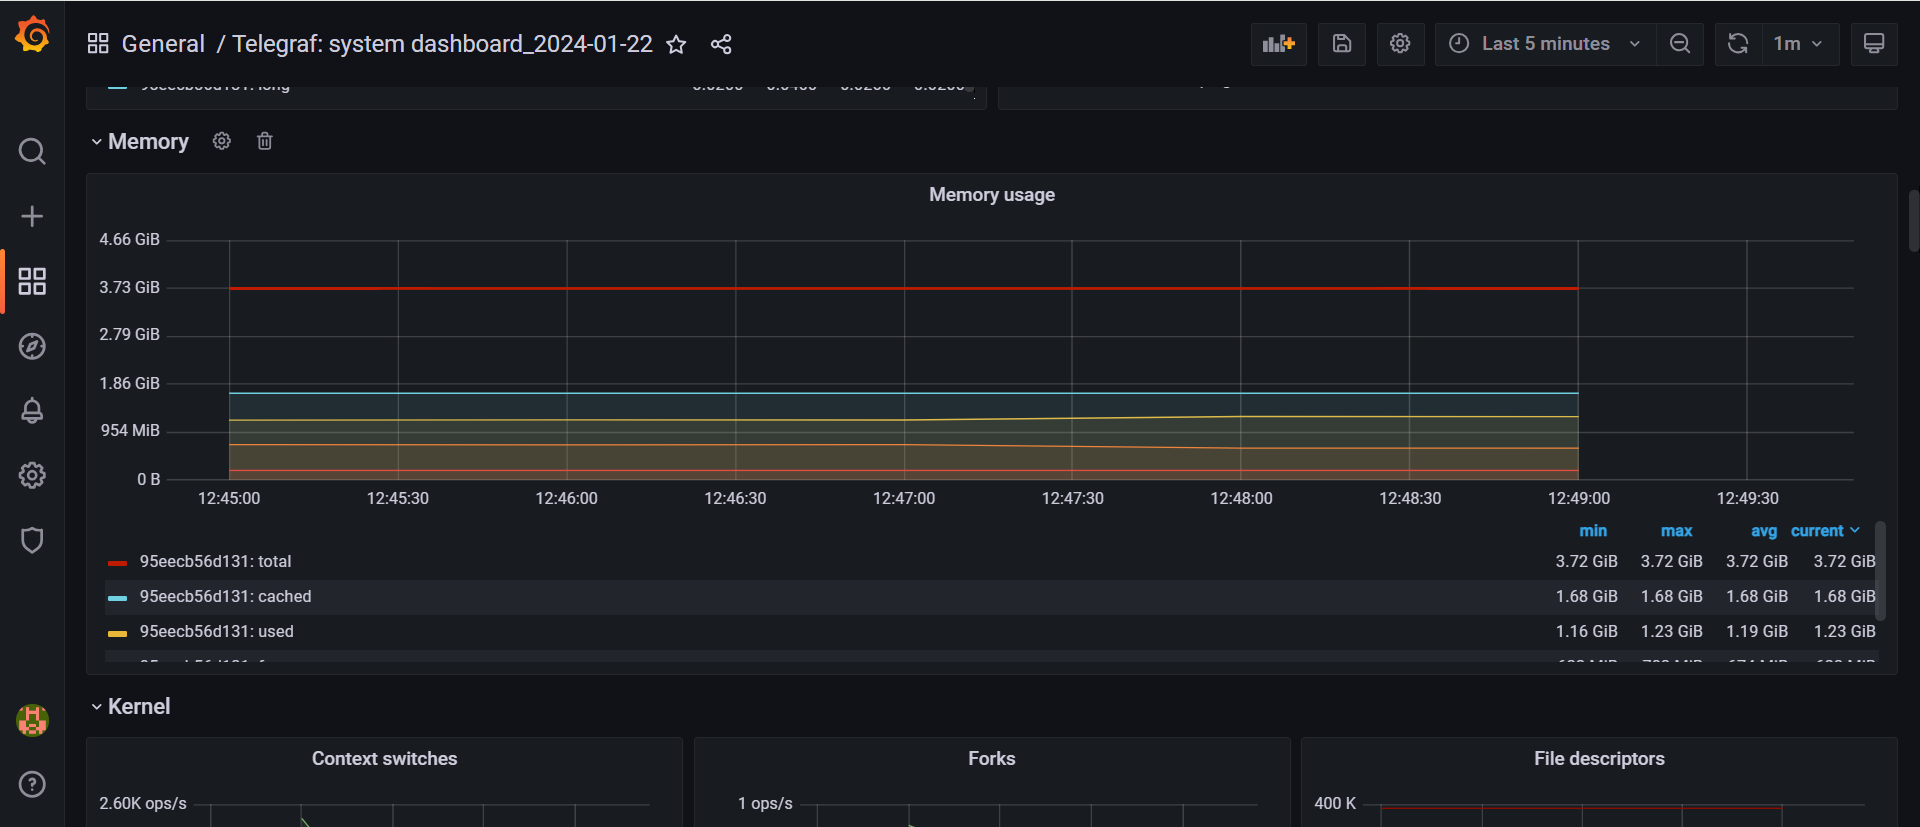 General / Telegraf: system dashboard_2024-01-22
Last 5 minutes
1m
Memory
Memory usage
4.66 GiB
3.73 GiB
2.79 GiB
1.86 GiB
954 MiB
0 B
12:45:00 12:45:30 12:46:00 12:46:30 12:47:00 12:47:30 12:48:00 12:48:30 12:49:00 12:49:30
min max avg current
95eecb56d131: total 3.72 GiB 3.72 GiB 3.72 GiB 3.72 GiB
95eecb56d131: cached 1.68 GiB 1.68 GiB 1.68 GiB 1.68 GiB
95eecb56d131: used 1.16 GiB 1.23 GiB 1.19 GiB 1.23 GiB
Kernel
Context switches
2.60K ops/s
Forks
1 ops/s
File descriptors
400 K